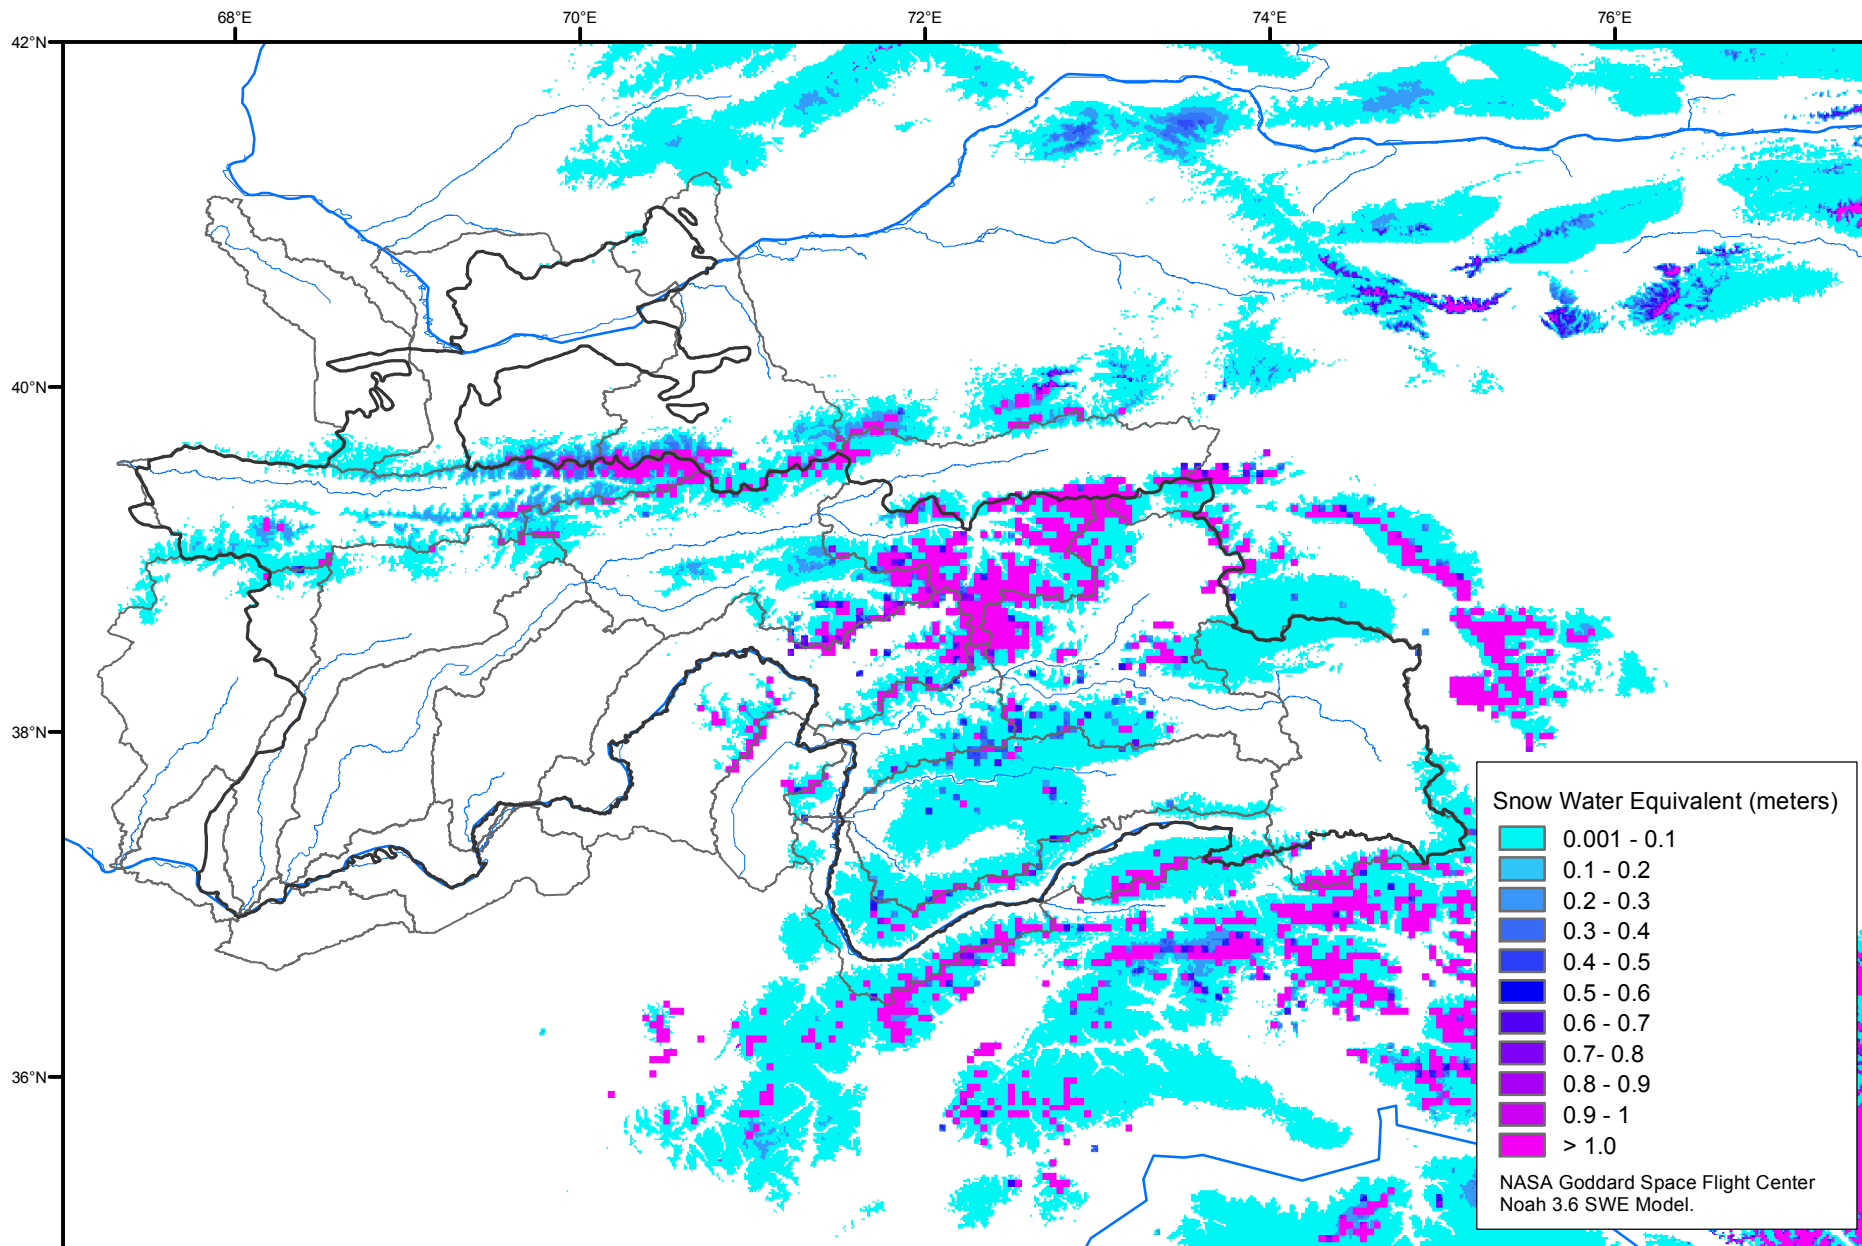 68°E 70°E 72°E 74°E 76°E
42°N
40°N
38°N
36°N
Snow Water Equivalent (meters)
0.001 - 0.1
0.1 - 0.2
0.2 - 0.3
0.3 - 0.4
0.4 - 0.5
0.5 - 0.6
0.6 - 0.7
0.7- 0.8
0.8 - 0.9
0.9 - 1
> 1.0
NASA Goddard Space Flight Center
Noah 3.6 SWE Model.